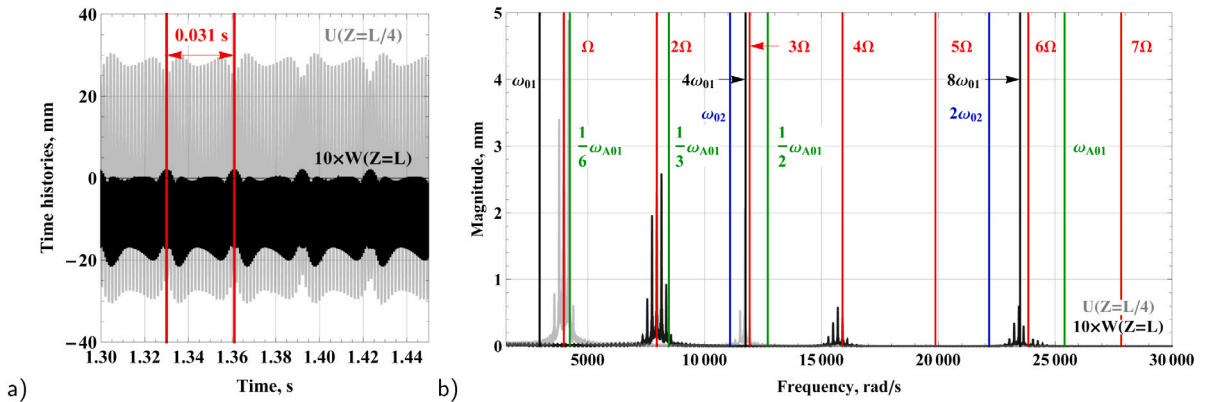 40
20
0
−20
−40
Time histories, mm
0.031 s
U(Z=L/4)
10×W(Z=L)
1.30 1.32 1.34 1.36 1.38 1.40 1.42 1.44
Time, s
a)
5
4
3
2
1
0
Magnitude, mm
Ω 2Ω 3Ω 4Ω 5Ω 6Ω 7Ω
ω01 4ω01 8ω01
ω02 2ω02
1/6 ωA01 1/3 ωA01 1/2 ωA01 ωA01
U(Z=L/4)
10×W(Z=L)
5000 10 000 15 000 20 000 25 000 30 000
Frequency, rad/s
b)